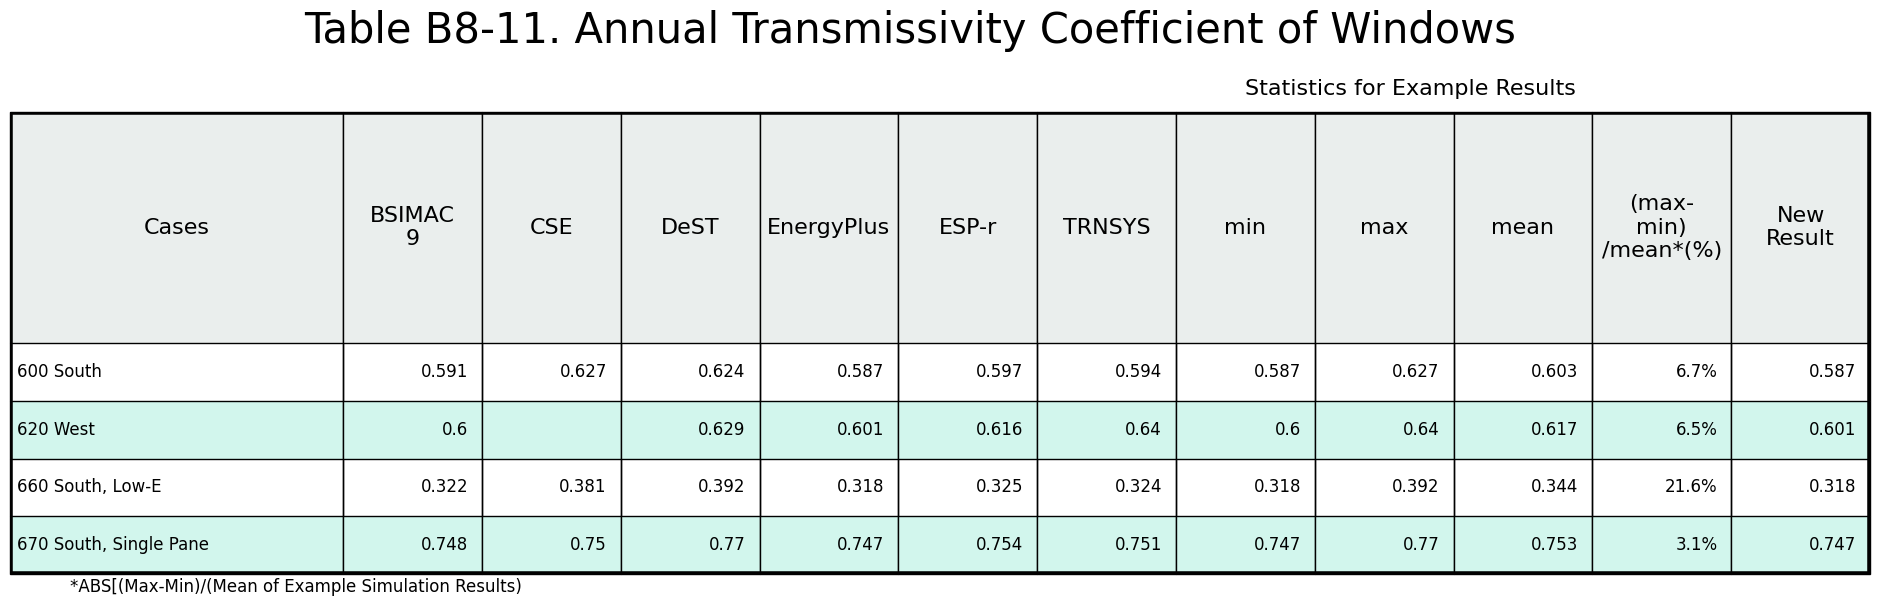 Table B8-11. Annual Transmissivity Coefficient of Windows
Statistics for Example Results
Cases BSIMAC 9 CSE DeST EnergyPlus ESP-r TRNSYS min max mean (max-min) /mean*(%) New Result
600 South 0.591 0.627 0.624 0.587 0.597 0.594 0.587 0.627 0.603 6.7% 0.587
620 West 0.6 0.629 0.601 0.616 0.64 0.6 0.64 0.617 6.5% 0.601
660 South, Low-E 0.322 0.381 0.392 0.318 0.325 0.324 0.318 0.392 0.344 21.6% 0.318
670 South, Single Pane 0.748 0.75 0.77 0.747 0.754 0.751 0.747 0.77 0.753 3.1% 0.747
*ABS[(Max-Min)/(Mean of Example Simulation Results)